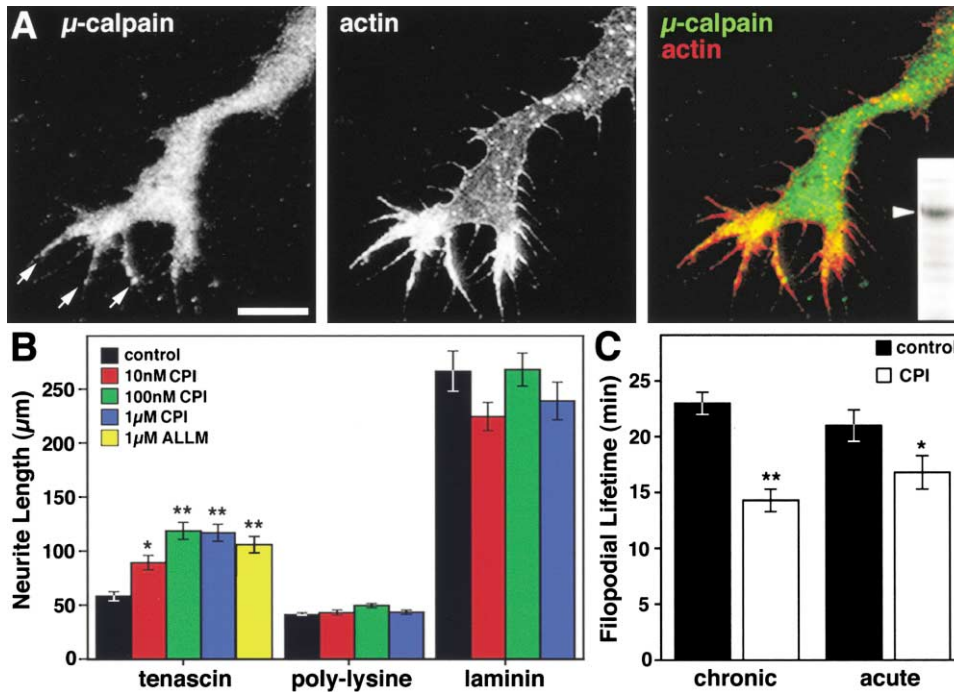 A
μ-calpain
actin
μ-calpain
actin
B
control
10nM CPI
100nM CPI
1μM CPI
1μM ALLM
Neurite Length (μm)
250
200
150
100
50
0
*
**
**
**
tenascin
poly-lysine
laminin
C
control
CPI
Filopodial Lifetime (min)
25
20
15
10
5
0
**
*
chronic
acute